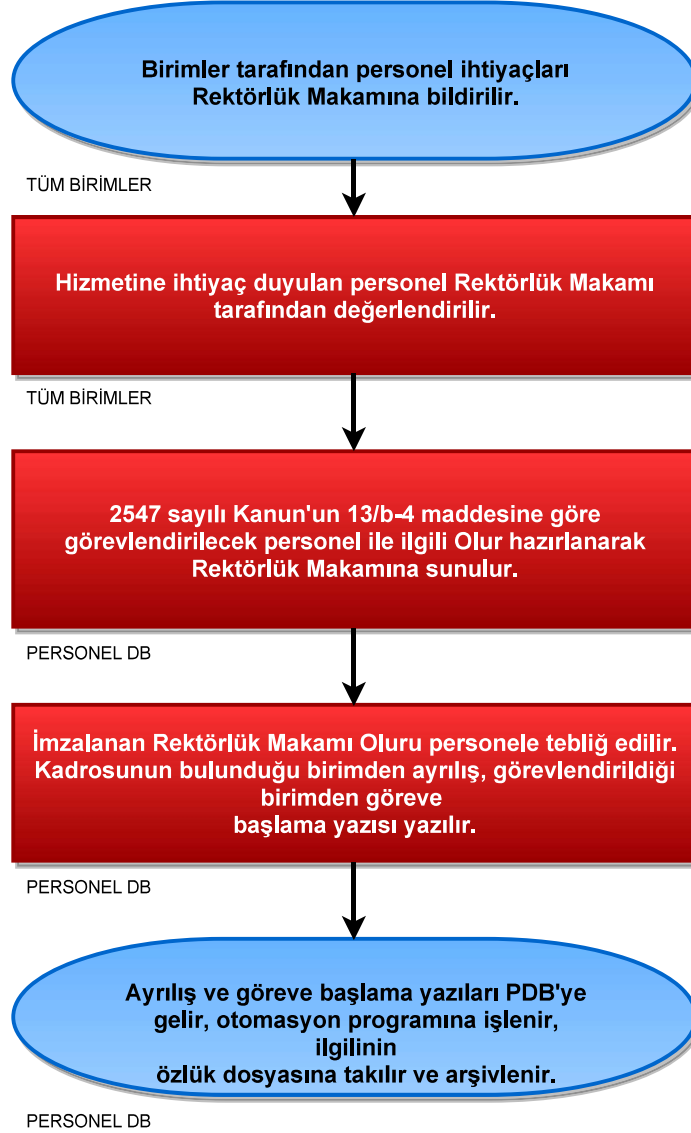 Birimler tarafından personel ihtiyaçları
Rektörlük Makamına bildirilir.
TÜM BİRİMLER
Hizmetine ihtiyaç duyulan personel Rektörlük Makamı
tarafından değerlendirilir.
TÜM BİRİMLER
2547 sayılı Kanun'un 13/b-4 maddesine göre
görevlendirilecek personel ile ilgili Olur hazırlanarak
Rektörlük Makamına sunulur.
PERSONEL DB
İmzalanan Rektörlük Makamı Oluru personele tebliğ edilir.
Kadrosunun bulunduğu birimden ayrılış, görevlendirildiği
birimden göreve
başlama yazısı yazılır.
PERSONEL DB
Ayrılış ve göreve başlama yazıları PDB'ye
gelir, otomasyon programına işlenir,
ilgilinin
özlük dosyasına takılır ve arşivlenir.
PERSONEL DB